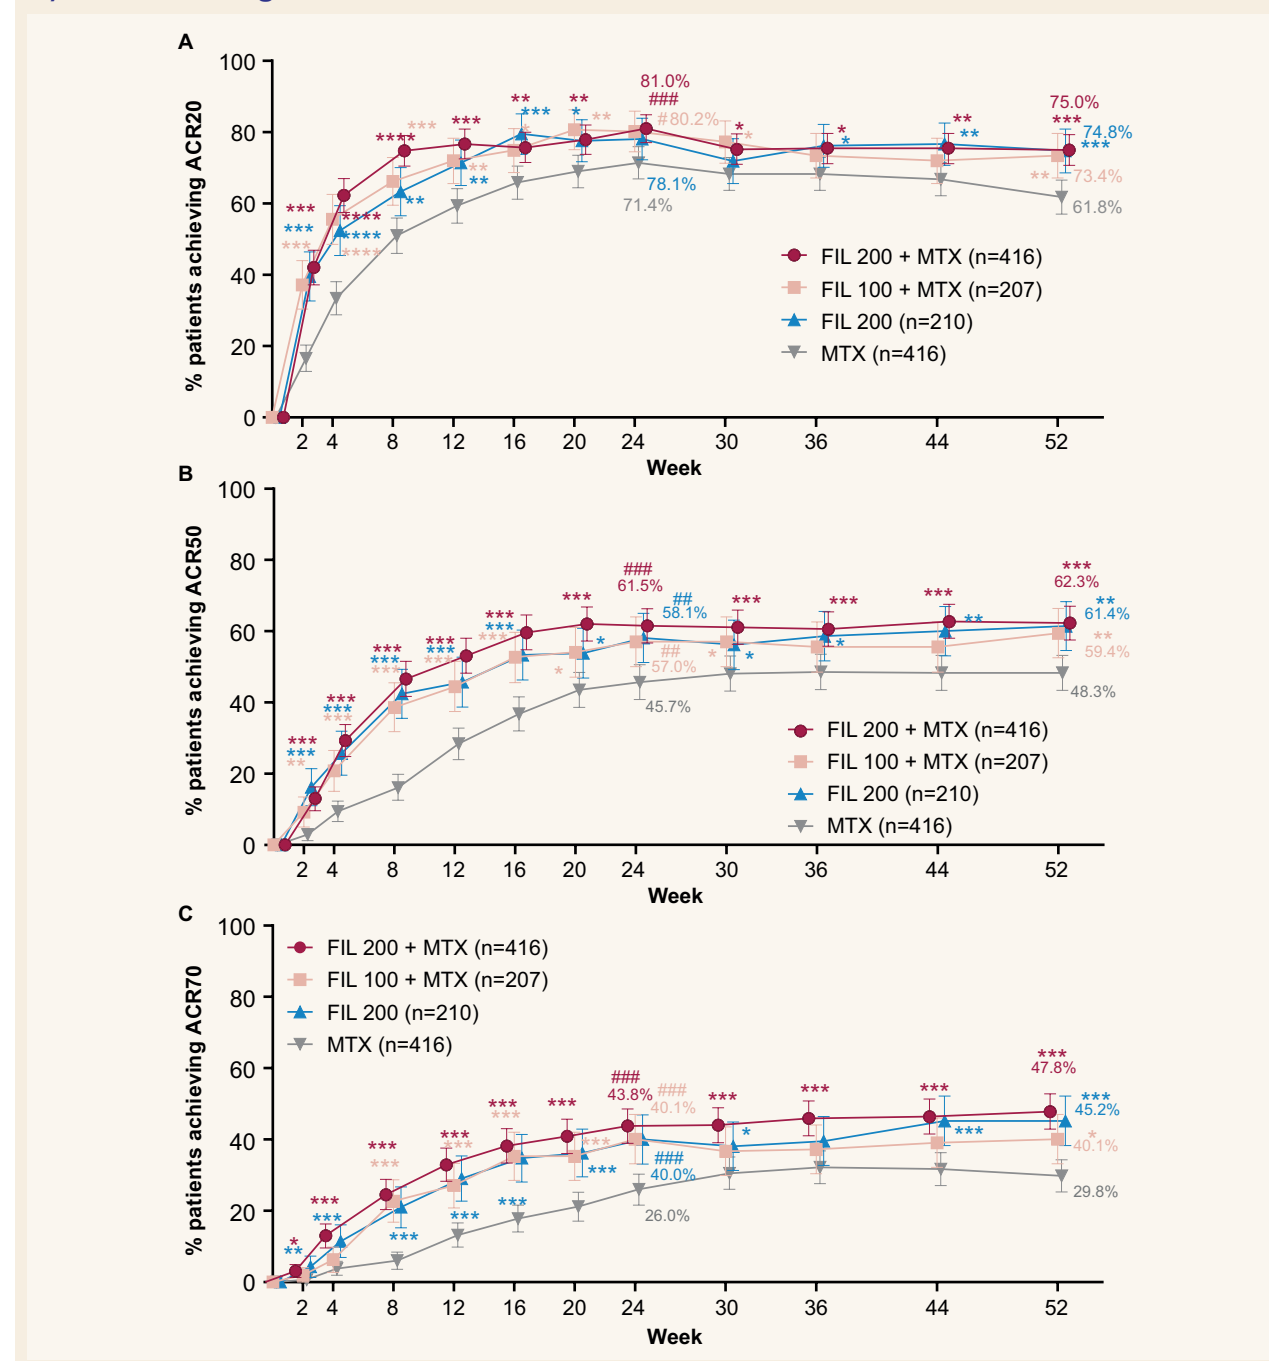 A
% patients achieving ACR20
100
80
60
40
20
0
*** *** ***
**** **** ****
**** *** **
*** ** **
** ***
** * **
81.0%
###
#80.2%
78.1%
71.4%
* *
* *
** **
75.0%
***
74.8%
***
** 73.4%
61.8%
FIL 200 + MTX (n=416)
FIL 100 + MTX (n=207)
FIL 200 (n=210)
MTX (n=416)
2 4 8 12 16 20 24 30 36 44 52
Week
B
% patients achieving ACR50
100
80
60
40
20
0
*** *** **
*** *** ***
*** *** ***
*** *** ***
*** *** ***
*** * *
###
61.5%
##
58.1%
##
57.0%
45.7%
*** * *
*** *
*** **
***
62.3%
**
61.4%
**
59.4%
48.3%
FIL 200 + MTX (n=416)
FIL 100 + MTX (n=207)
FIL 200 (n=210)
MTX (n=416)
2 4 8 12 16 20 24 30 36 44 52
Week
C
% patients achieving ACR70
100
80
60
40
20
0
FIL 200 + MTX (n=416)
FIL 100 + MTX (n=207)
FIL 200 (n=210)
MTX (n=416)
* **
*** ***
*** *** ***
*** *** ***
*** *** ***
*** *** ***
###
43.8%
###
40.1%
###
40.0%
26.0%
*** *
***
*** ***
***
47.8%
***
45.2%
*
40.1%
29.8%
2 4 8 12 16 20 24 30 36 44 52
Week